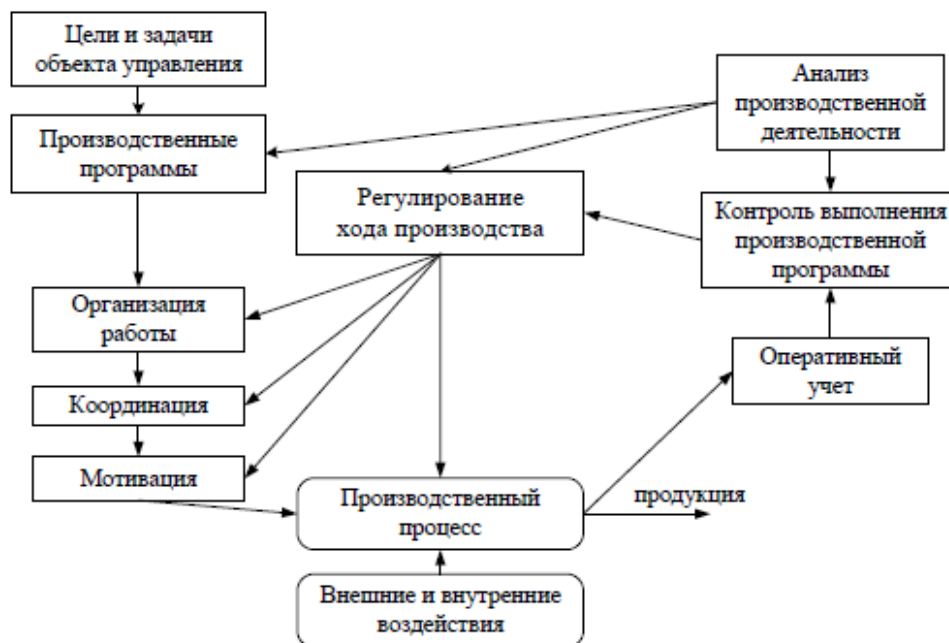 Цели и задачи
объекта управления
Анализ
производственной
деятельности
Производственные
программы
Регулирование
хода производства
Контроль выполнения
производственной
программы
Организация
работы
Оперативный
учет
Координация
Мотивация
Производственный
процесс
продукция
Внешние и внутренние
воздействия